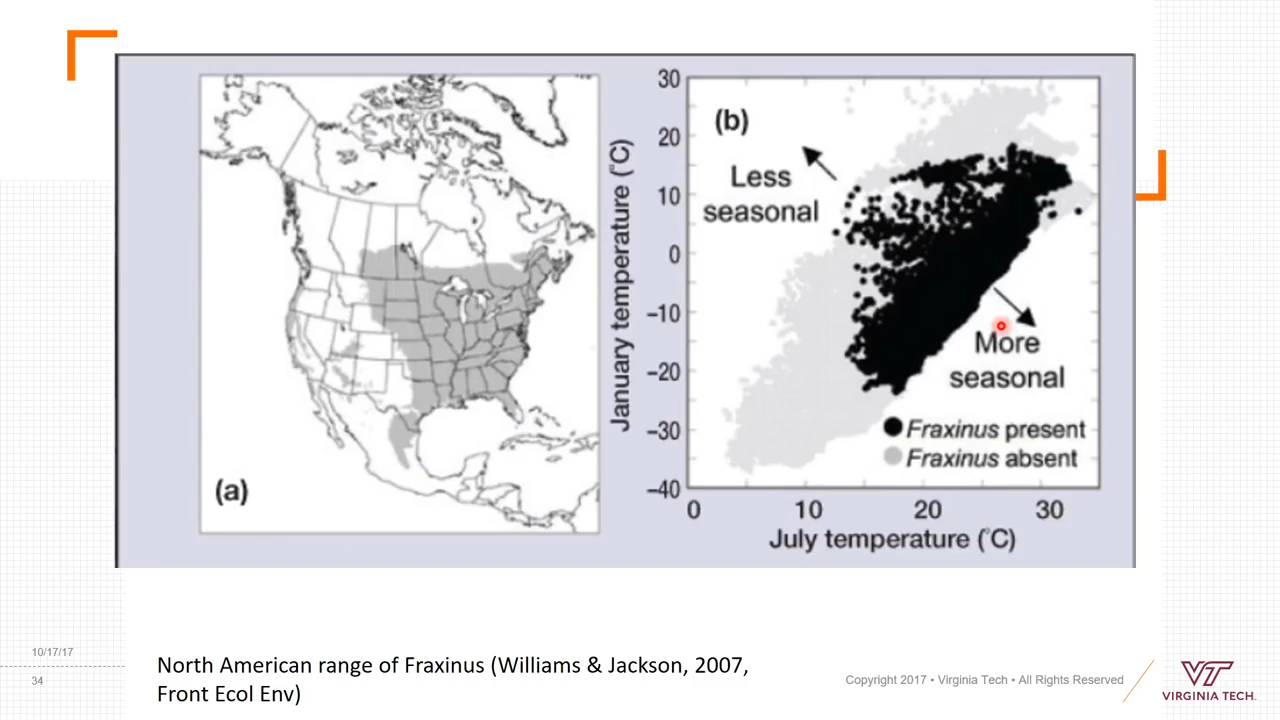 (a)
30
20
10
0
−10
−20
−30
−40
January temperature (°C)
(b)
Less
seasonal
More
seasonal
Fraxinus present
Fraxinus absent
0 10 20 30
July temperature (°C)
10/17/17
34
North American range of Fraxinus (Williams & Jackson, 2007,
Front Ecol Env)
Copyright 2017 • Virginia Tech • All Rights Reserved
VT
VIRGINIA TECH.